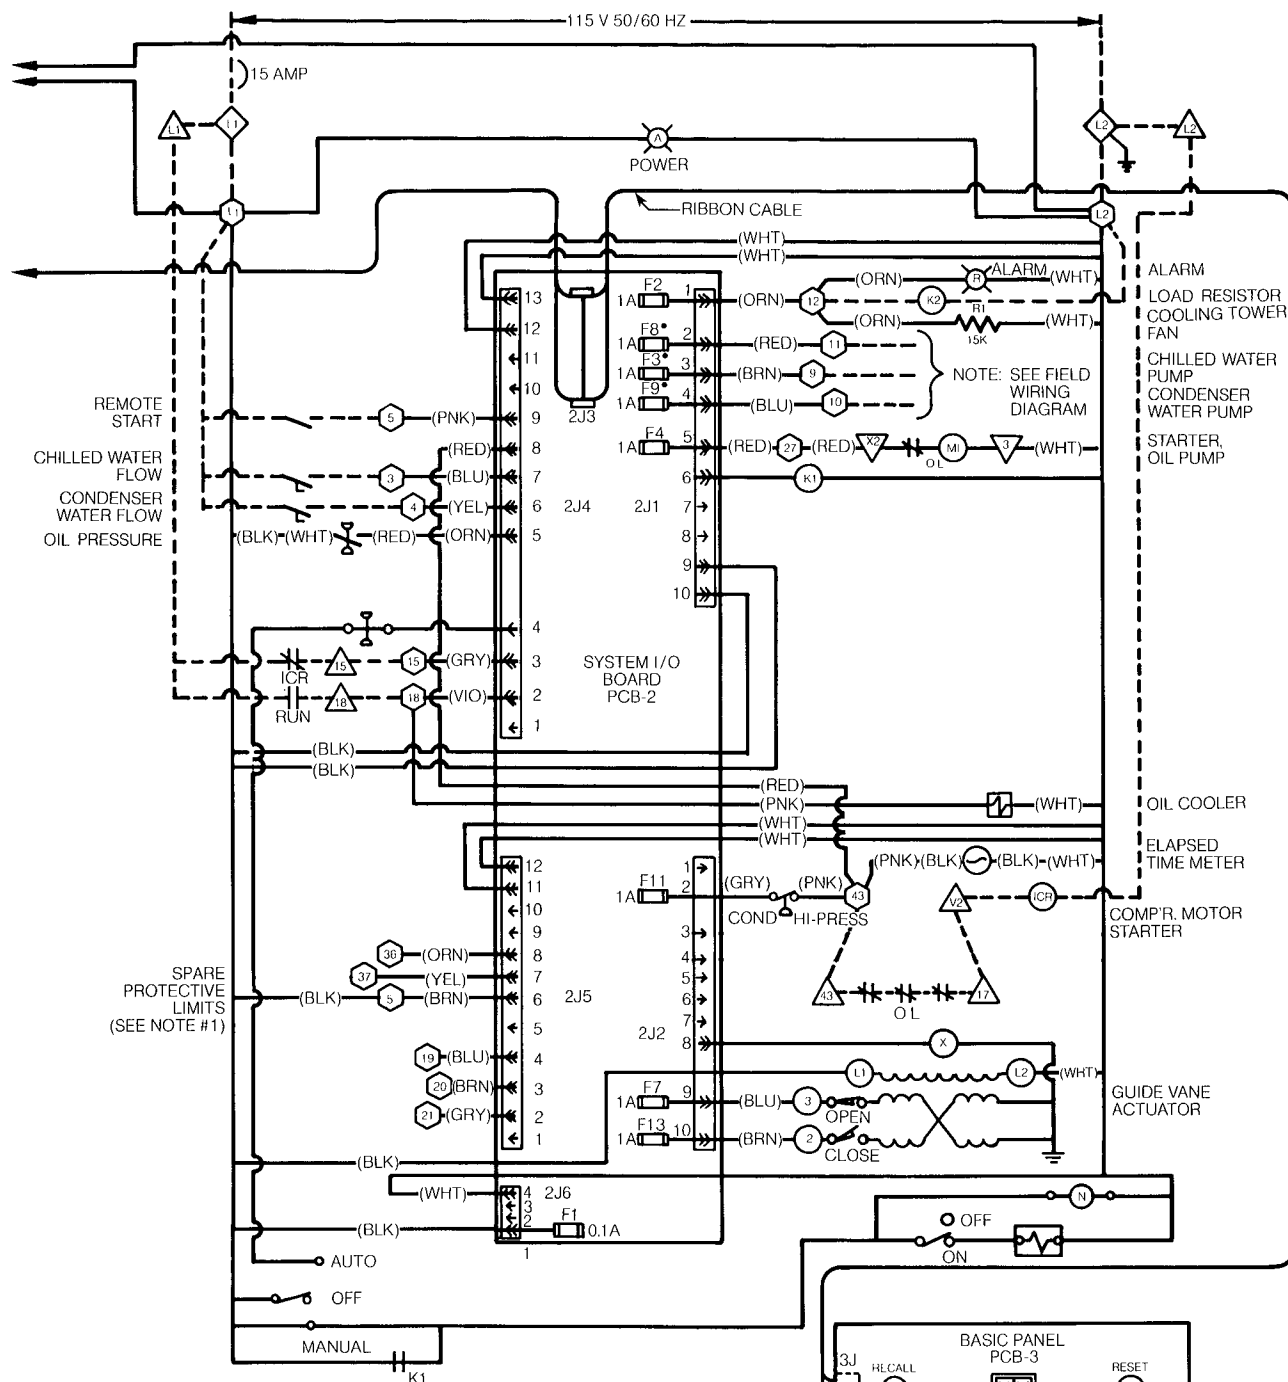 115 V 50/60 HZ
15 AMP
L1
L1
L2
L2
A
POWER
L1
L2
RIBBON CABLE
(WHT)
(WHT)
(ORN)
R
ALARM
(WHT)
ALARM
13
F2
1A
1
(ORN)
12
K2
LOAD RESISTOR
R1
COOLING TOWER
FAN
12
(ORN)
15K
(WHT)
F8•
1A
2
(RED)
11
11
F3•
1A
3
(BRN)
9
NOTE: SEE FIELD
WIRING
DIAGRAM
CHILLED WATER
PUMP
10
F9•
1A
4
(BLU)
10
CONDENSER
WATER PUMP
REMOTE
START
5
(PNK)
9
2J3
F4
1A
5
(RED)
27
(RED)
X2
OL
MI
3
(WHT)
STARTER,
OIL PUMP
(RED)
8
CHILLED WATER
FLOW
3
(BLU)
7
6
K1
CONDENSER
WATER FLOW
4
(YEL)
6
2J4
2J1
7
OIL PRESSURE
(BLK)
(WHT)
(RED)
(ORN)
5
8
9
10
4
ICR
15
15
(GRY)
3
SYSTEM I/O
BOARD
PCB-2
RUN
18
18
(VIO)
2
1
(BLK)
(BLK)
(RED)
(PNK)
(WHT)
OIL COOLER
(WHT)
(WHT)
12
1
(PNK)
(BLK)
(BLK)
(WHT)
ELAPSED
TIME METER
11
F11
1A
2
(GRY)
(PNK)
43
V2
ICR
10
COND
HI-PRESS
COMP'R. MOTOR
STARTER
9
3
36
(ORN)
8
4
37
(YEL)
7
5
SPARE
PROTECTIVE
LIMITS
(SEE NOTE #1)
(BLK)
5
(BRN)
6
2J5
6
43
OL
17
5
7
2J2
8
X
19
(BLU)
4
L1
L2
(WHT)
20
(BRN)
3
F7
1A
9
(BLU)
3
OPEN
GUIDE VANE
ACTUATOR
21
(GRY)
2
F13
1A
10
(BRN)
2
CLOSE
1
(BLK)
(WHT)
4
2J6
3
N
2
F1
0.1A
(BLK)
1
OFF
ON
AUTO
OFF
MANUAL
K1
BASIC PANEL
PCB-3
3J
RECALL
RESET